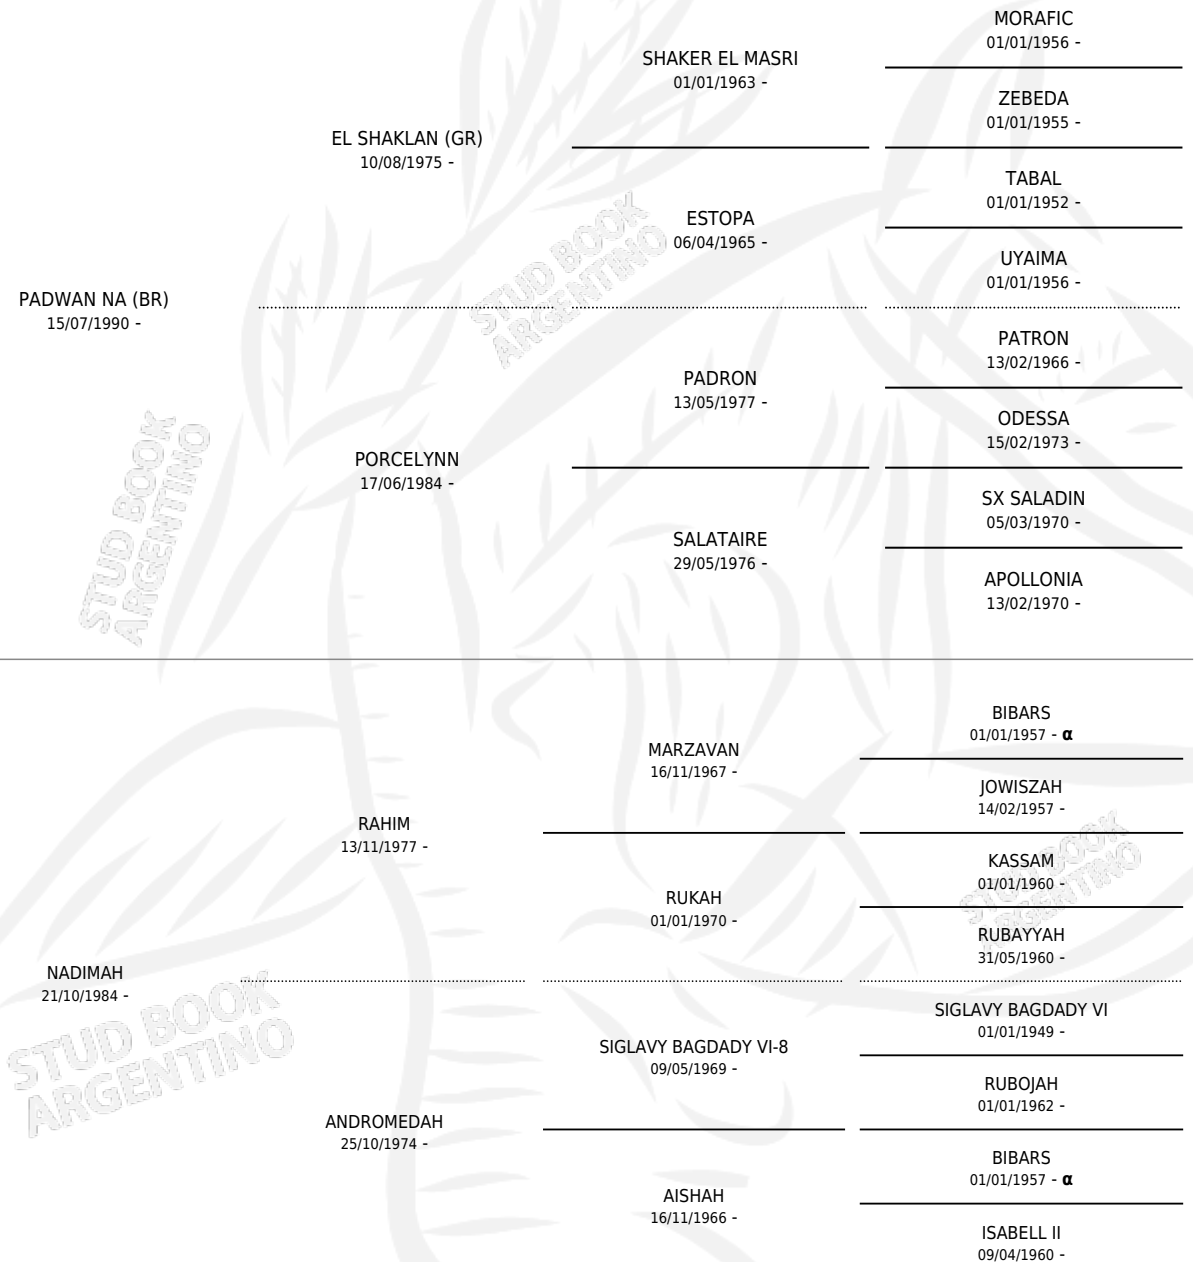 MORAFIC
01/01/1956 -
SHAKER EL MASRI
01/01/1963 -
ZEBEDA
01/01/1955 -
EL SHAKLAN (GR)
10/08/1975 -
TABAL
01/01/1952 -
ESTOPA
06/04/1965 -
UYAIMA
01/01/1956 -
PADWAN NA (BR)
15/07/1990 -
PATRON
13/02/1966 -
PADRON
13/05/1977 -
ODESSA
15/02/1973 -
PORCELYNN
17/06/1984 -
SX SALADIN
05/03/1970 -
SALATAIRE
29/05/1976 -
APOLLONIA
13/02/1970 -
STUD BOOK
ARGENTINO
STUD BOOK
ARGENTINO
BIBARS
01/01/1957 - α
MARZAVAN
16/11/1967 -
JOWISZAH
14/02/1957 -
RAHIM
13/11/1977 -
KASSAM
01/01/1960 -
RUKAH
01/01/1970 -
RUBAYYAH
31/05/1960 -
NADIMAH
21/10/1984 -
SIGLAVY BAGDADY VI
01/01/1949 -
SIGLAVY BAGDADY VI-8
09/05/1969 -
RUBOJAH
01/01/1962 -
ANDROMEDAH
25/10/1974 -
BIBARS
01/01/1957 - α
AISHAH
16/11/1966 -
ISABELL II
09/04/1960 -
STUD BOOK
ARGENTINO
STUD BOOK
ARGENTINO